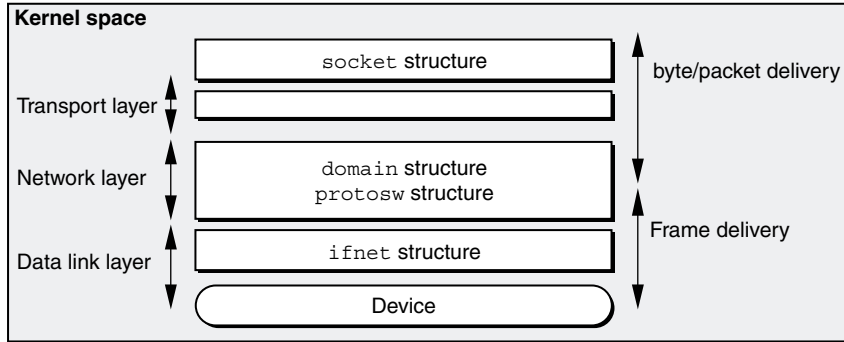 Kernel space
socket structure
byte/packet delivery
Transport layer
domain structure
Network layer
protosw structure
Frame delivery
ifnet structure
Data link layer
Device